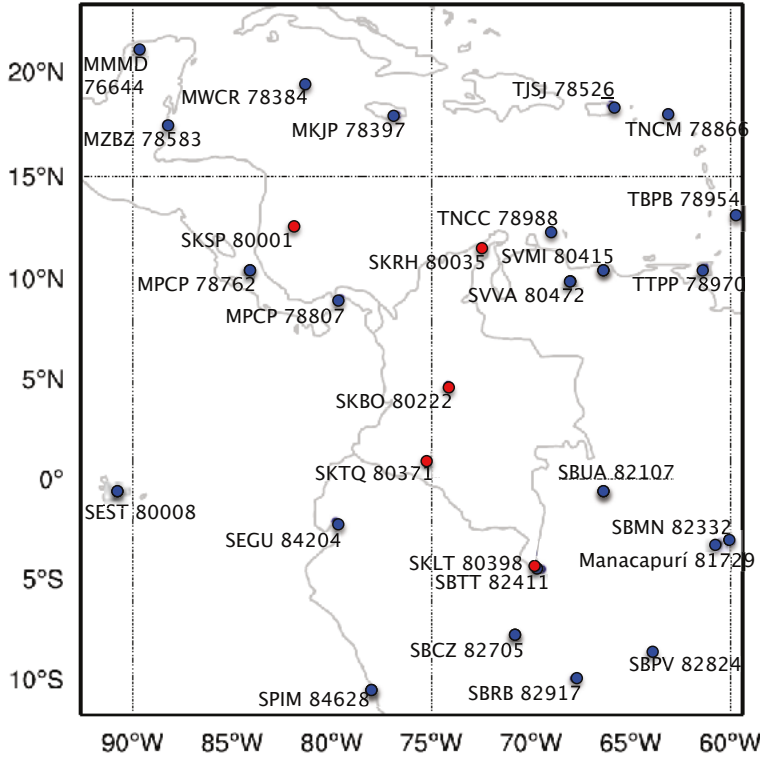 20°N
MMMD
76644
MWCR 78384
TJSJ 78526
MZBZ 78583
MKJP 78397
TNCM 78866
15°N
TBPB 78954
TNCC 78988
SKSP 80001
SKRH 80035
SVMI 80415
10°N
MPCP 78762
SVVA 80472
TTPP 78970
MPCP 78807
5°N
SKBO 80222
0°
SKTQ 80371
SBUA 82107
SEST 80008
SEGU 84204
SBMN 82332
SKLT 80398
Manacapurí 81729
5°S
SBTT 82411
SBCZ 82705
SBPV 82824
10°S
SPIM 84628
SBRB 82917
90°W 85°W 80°W 75°W 70°W 65°W 60°W